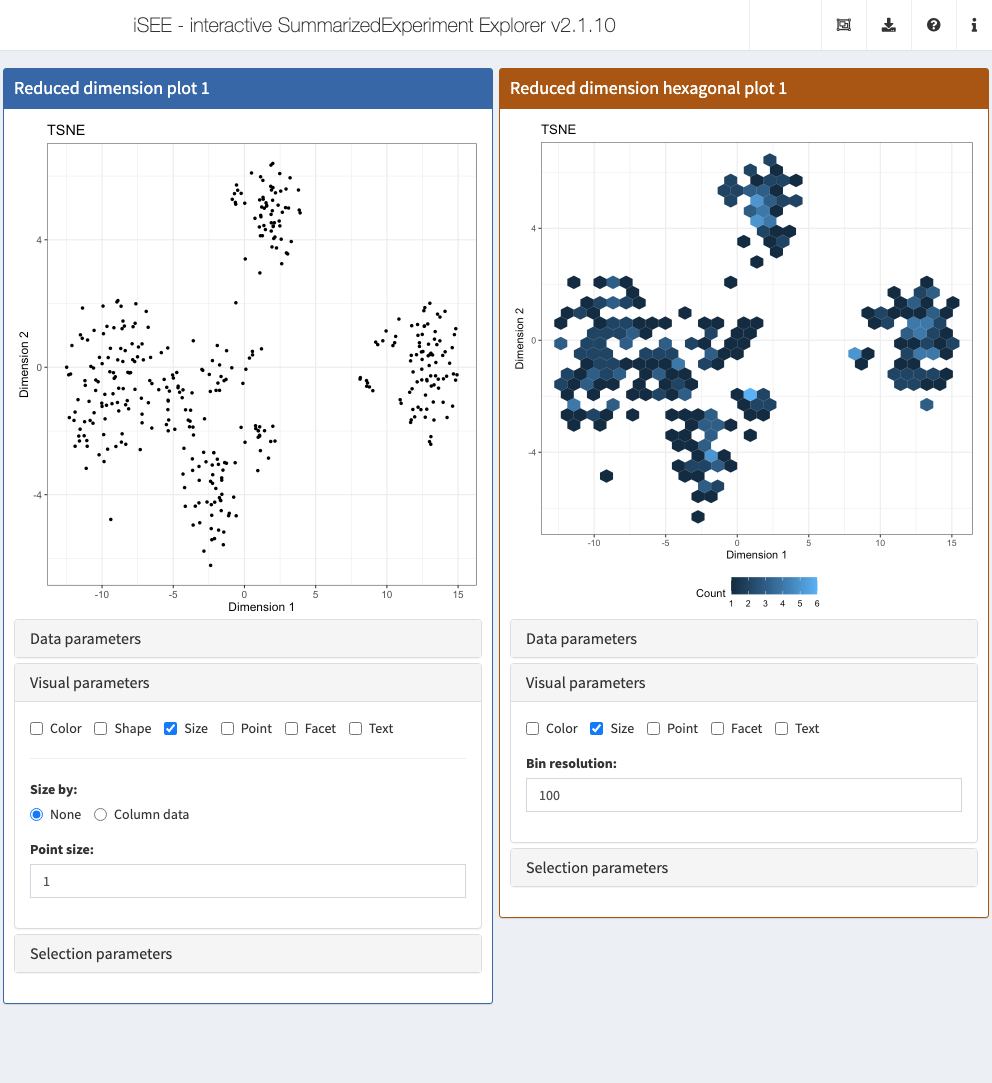 iSEE - interactive SummarizedExperiment Explorer v2.1.10
Reduced dimension plot 1
TSNE
Dimension 2
4
0
-4
-10 -5 0 5 10 15
Dimension 1
Data parameters
Visual parameters
Color Shape Size Point Facet Text
Size by:
None Column data
Point size:
1
Selection parameters
Reduced dimension hexagonal plot 1
TSNE
Dimension 2
4
0
-4
-10 -5 0 5 10 15
Dimension 1
Count
1 2 3 4 5 6
Data parameters
Visual parameters
Color Size Point Facet Text
Bin resolution:
100
Selection parameters